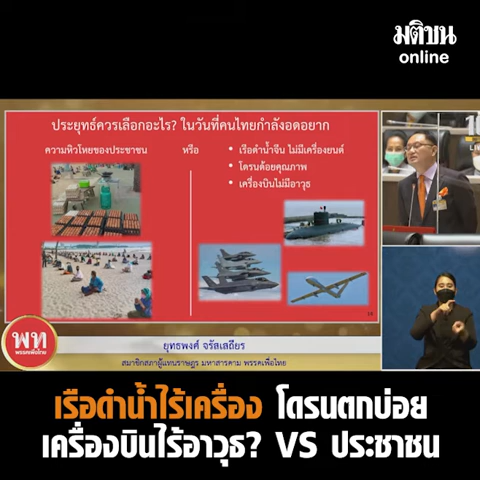 มติชน
online
ประยุทธ์ควรเลือกอะไร? ในวันที่คนไทยกำลังอดอยาก
ความหิวโหยของประชาชน
หรือ
• เรือดำน้ำจีน ไม่มีเครื่องยนต์
• โดรนด้อยคุณภาพ
• เครื่องบินไม่มีอาวุธ
LIVE
พท
พรรคเพื่อไทย
ยุทธพงศ์ จรัสเสถียร
สมาชิกสภาผู้แทนราษฎร มหาสารคาม พรรคเพื่อไทย
เรือดำน้ำไร้เครื่อง โดรนตกบ่อย
เครื่องบินไร้อาวุธ? VS ประชาชน